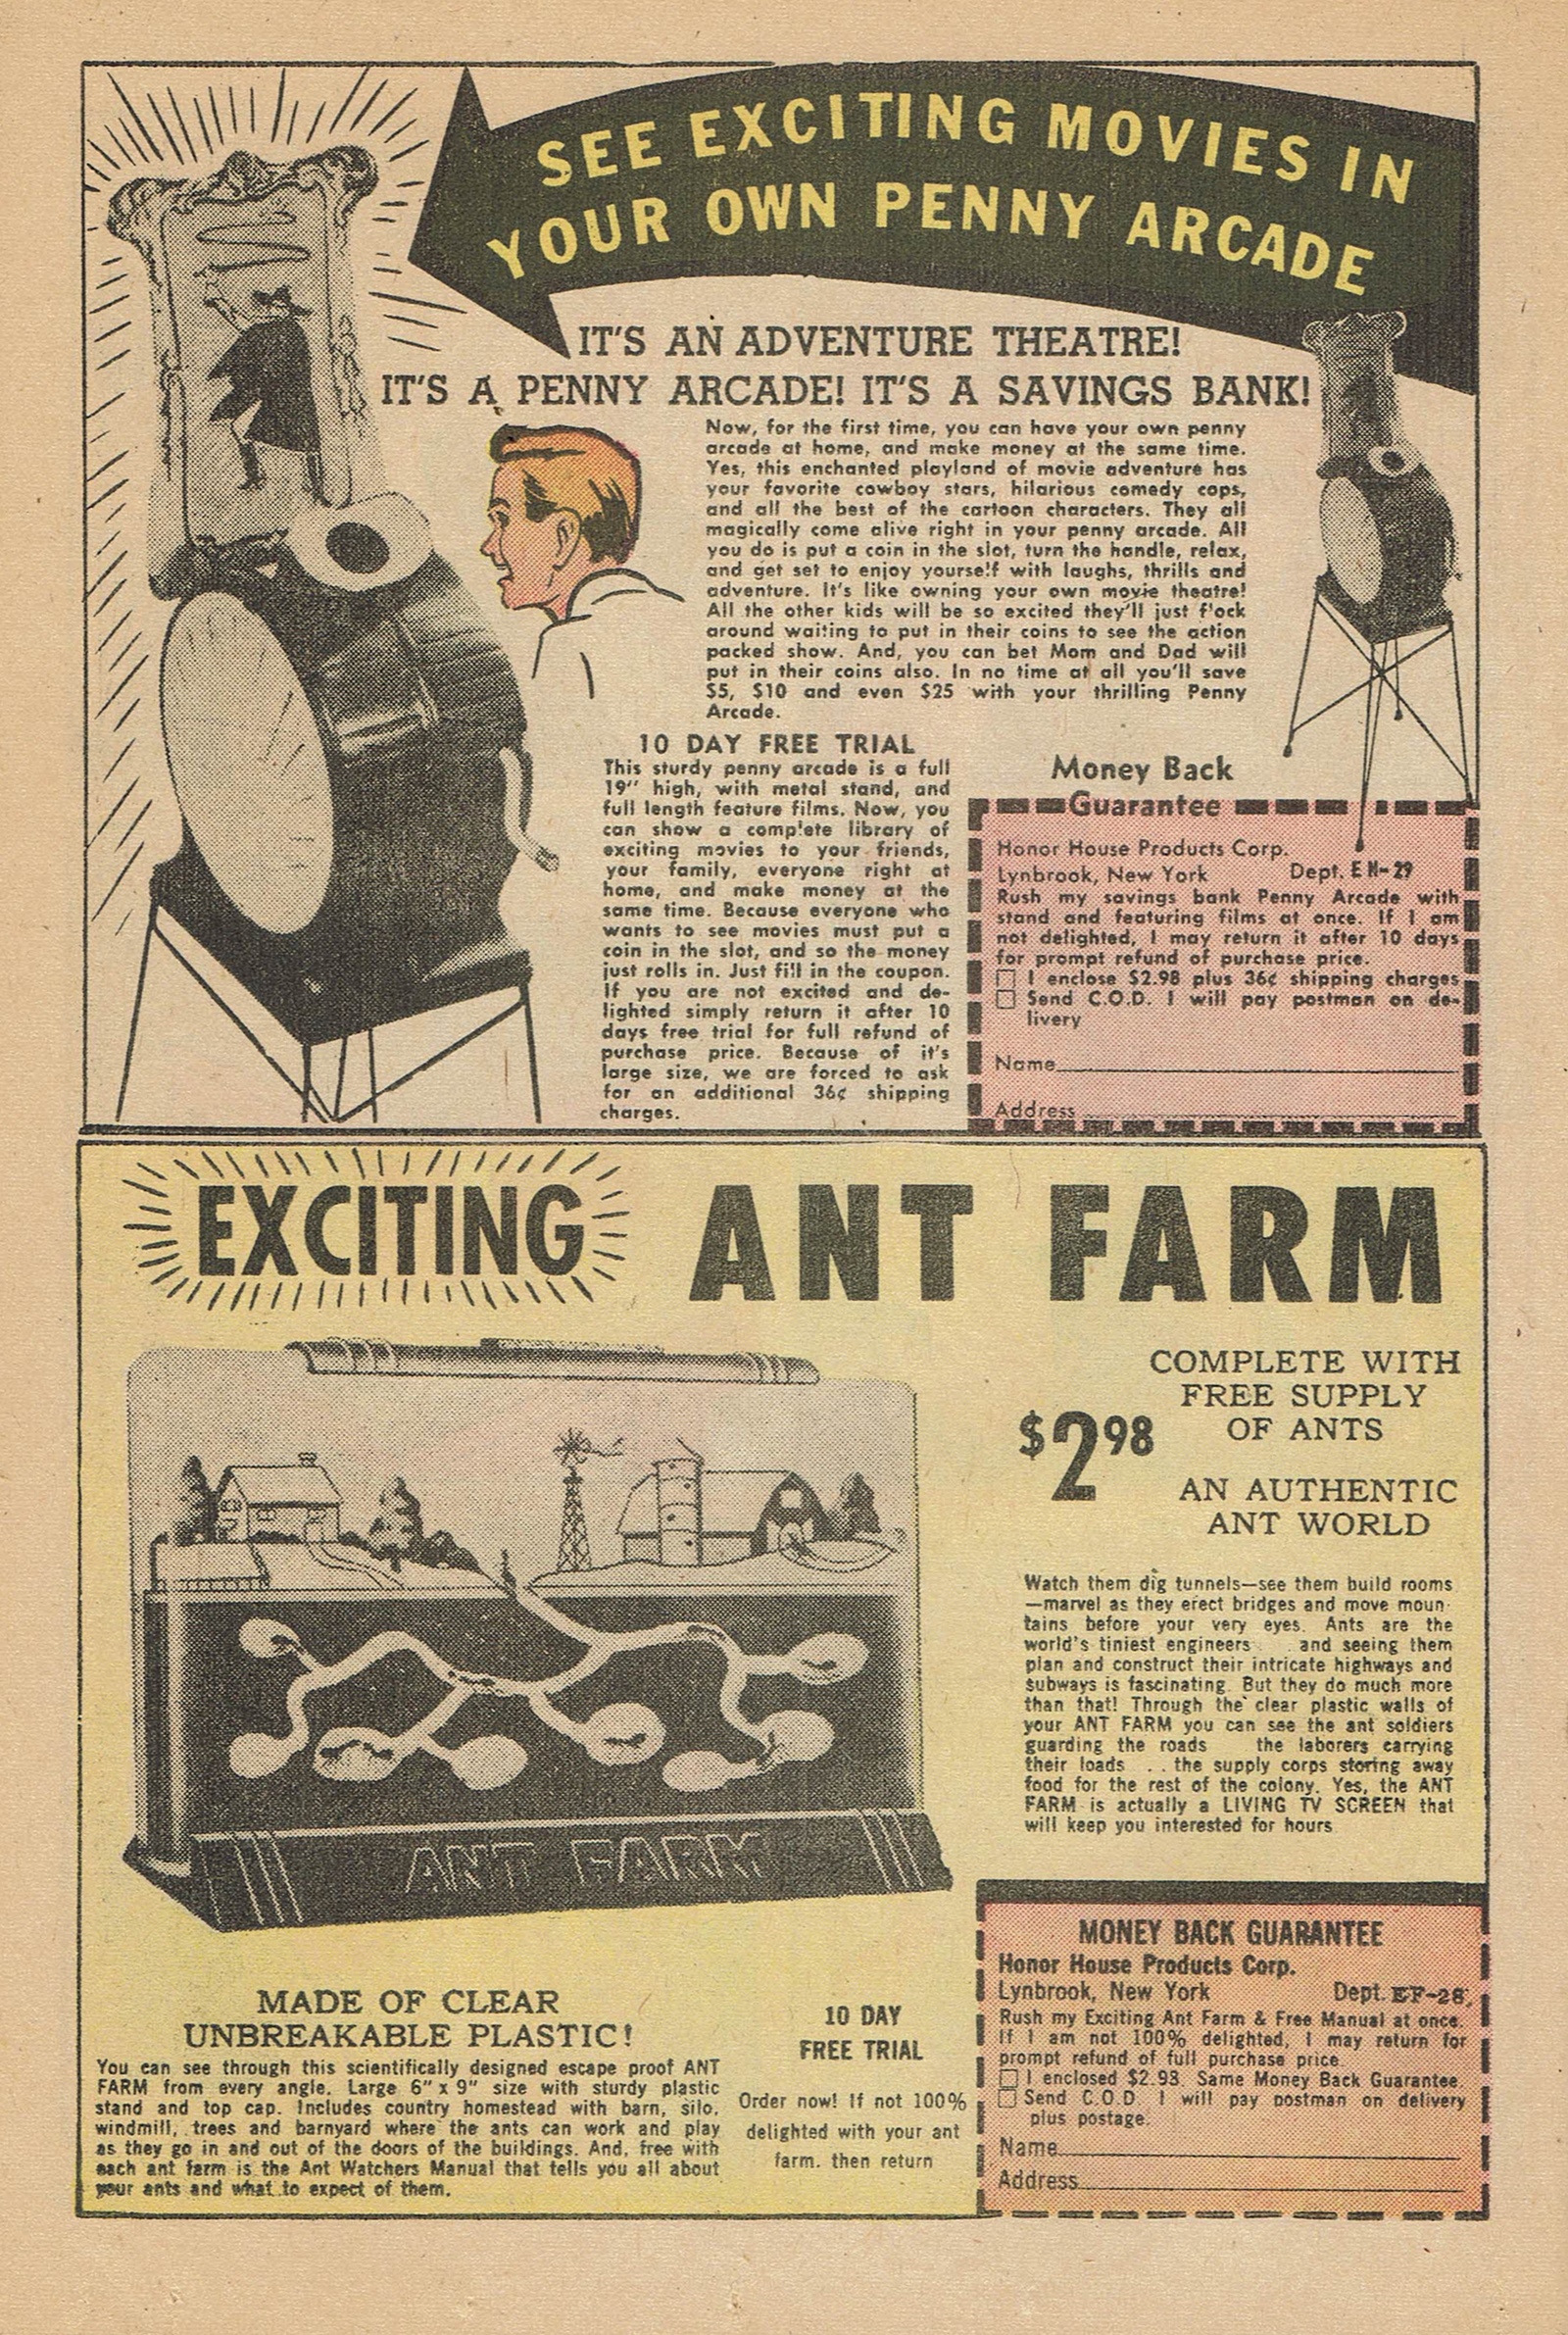 SEE EXCITING MOVIES IN
YOUR OWN PENNY ARCADE
IT'S AN ADVENTURE THEATRE!
IT'S A PENNY ARCADE! IT'S A SAVINGS BANK!
Now, for the first time, you can have your own penny
arcade at home, and make money at the same time.
Yes, this enchanted playland of movie adventure has
your favorite cowboy stars, hilarious comedy cops,
and all the best of the cartoon characters. They all
magically come alive right in your penny arcade. All
you do is put a coin in the slot, turn the handle, relax,
and get set to enjoy yourself with laughs, thrills and
adventure. It's like owning your own movie theatre!
All the other kids will be so excited they'll just flock
around waiting to put in their coins to see the action
packed show. And, you can bet Mom and Dad will
put in their coins also. In no time at all you'll save
$5, $10 and even $25 with your thrilling Penny
Arcade.
10 DAY FREE TRIAL
This sturdy penny arcade is a full
19" high, with metal stand, and
full length feature films. Now, you
can show a complete library of
exciting movies to your friends,
your family, everyone right at
home, and make money at the
same time. Because everyone who
wants to see movies must put a
coin in the slot, and so the money
just rolls in. Just fill in the coupon.
If you are not excited and de-
lighted simply return it after 10
days free trial for full refund of
purchase price. Because of it's
large size, we are forced to ask
for an additional 36¢ shipping
charges.
Money Back
Guarantee
Honor House Products Corp.
Lynbrook, New York Dept. EM-29
Rush my savings bank Penny Arcade with
stand and featuring films at once. If I am
not delighted, I may return it after 10 days
for prompt refund of purchase price.
I enclose $2.98 plus 36¢ shipping charges
Send C.O.D. I will pay postman on de-
livery
Name
Address
EXCITING ANT FARM
COMPLETE WITH
FREE SUPPLY
OF ANTS
$2.98
AN AUTHENTIC
ANT WORLD
Watch them dig tunnels—see them build rooms
—marvel as they erect bridges and move moun-
tains before your very eyes. Ants are the
world's tiniest engineers . . and seeing them
plan and construct their intricate highways and
subways is fascinating. But they do much more
than that! Through the clear plastic walls of
your ANT FARM you can see the ant soldiers
guarding the roads the laborers carrying
their loads . . the supply corps storing away
food for the rest of the colony. Yes, the ANT
FARM is actually a LIVING TV SCREEN that
will keep you interested for hours
ANT FARM
MADE OF CLEAR
UNBREAKABLE PLASTIC!
You can see through this scientifically designed escape proof ANT
FARM from every angle. Large 6" x 9" size with sturdy plastic
stand and top cap. Includes country homestead with barn, silo,
windmill, trees and barnyard where the ants can work and play
as they go in and out of the doors of the buildings. And, free with
each ant farm is the Ant Watchers Manual that tells you all about
your ants and what to expect of them.
10 DAY
FREE TRIAL
Order now! If not 100%
delighted with your ant
farm. then return
MONEY BACK GUARANTEE
Honor House Products Corp.
Lynbrook, New York Dept. EF-28,
Rush my Exciting Ant Farm & Free Manual at once.
If I am not 100% delighted, I may return for
prompt refund of full purchase price.
I enclosed $2.98. Same Money Back Guarantee.
Send C.O.D. I will pay postman on delivery
plus postage.
Name
Address